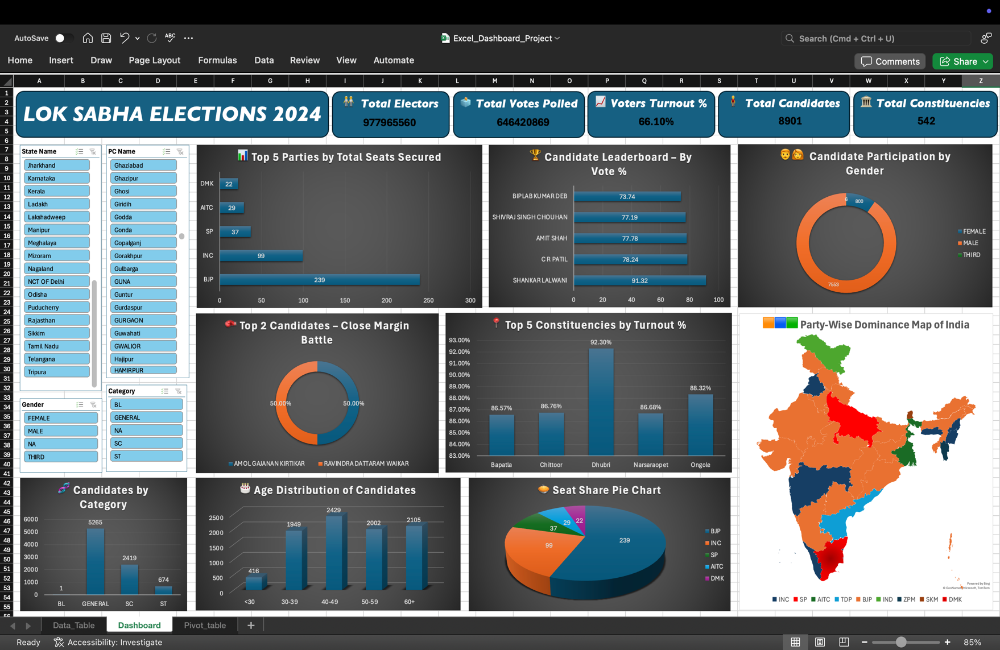 AutoSave
ABC
Excel_Dashboard_Project
Search (Cmd + Ctrl + U)
Home Insert Draw Page Layout Formulas Data Review View Automate
Comments
Share
A B C D E F G H I J K L M N O P Q R S T U V W X Y Z
1
2
3
4
5
6
7
8
9
10
11
12
13
14
15
16
17
18
19
20
21
22
23
24
25
26
27
28
29
30
31
32
33
34
35
36
37
38
39
40
41
42
43
44
45
46
47
48
49
50
51
52
53
54
55
56
LOK SABHA ELECTIONS 2024
Total Electors
977965560
Total Votes Polled
646420869
Voters Turnout %
66.10%
Total Candidates
8901
Total Constituencies
542
State Name
Jharkhand
Karnataka
Kerala
Ladakh
Lakshadweep
Manipur
Meghalaya
Mizoram
Nagaland
NCT OF Delhi
Odisha
Puducherry
Rajasthan
Sikkim
Tamil Nadu
Telangana
Tripura
PC Name
Ghaziabad
Ghazipur
Ghosi
Giridih
Godda
Gonda
Gopalganj
Gorakhpur
Gulbarga
GUNA
Guntur
Gurdaspur
GURGAON
Guwahati
GWALIOR
Hajipur
HAMIRPUR
Gender
FEMALE
MALE
NA
THIRD
Category
BL
GENERAL
NA
SC
ST
Top 5 Parties by Total Seats Secured
DMK 22
AITC 29
SP 37
INC 99
BJP 239
0 50 100 150 200 250 300
Candidate Leaderboard – By
Vote %
BIPLAB KUMAR DEB 73.74
SHIVRAJ SINGH CHOUHAN 77.19
AMIT SHAH 77.78
C R PATIL 78.24
SHANKAR LALWANI 91.32
0 20 40 60 80 100
Candidate Participation by
Gender
6 800
7553
FEMALE
MALE
THIRD
Top 2 Candidates – Close Margin
Battle
50.00% 50.00%
AMOL GAJANAN KIRTIKAR RAVINDRA DATTARAM WAIKAR
Top 5 Constituencies by Turnout %
93.00%
92.00%
91.00%
90.00%
89.00%
88.00%
87.00%
86.00%
85.00%
84.00%
83.00%
86.57% 86.76% 92.30% 86.68% 88.32%
Bapatla Chittoor Dhubri Narsaraopet Ongole
Party-Wise Dominance Map of India
Powered by Bing
© GeoNames, Microsoft, TomTom
INC SP AITC TDP BJP IND ZPM SKM DMK
Candidates by
Category
6000
5000
4000
3000
2000
1000
0
1 5265 2419 674
BL GENERAL SC ST
Age Distribution of Candidates
2500
2000
1500
1000
500
0
416 1949 2429 2002 2105
<30 30-39 40-49 50-59 60+
Seat Share Pie Chart
239
99
37
29
22
BJP
INC
SP
AITC
DMK
Data_Table Dashboard Pivot_table +
Ready Accessibility: Investigate
85%